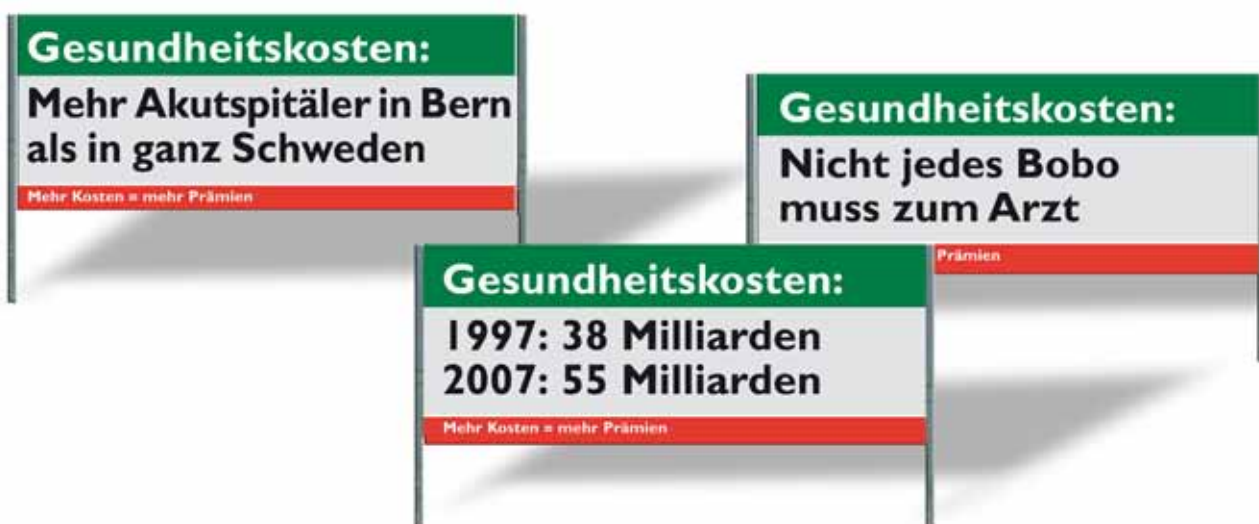 Gesundheitskosten:
Mehr Akutspitäler in Bern
als in ganz Schweden
Mehr Kosten = mehr Prämien
Gesundheitskosten:
Nicht jedes Bobo
muss zum Arzt
Prämien
Gesundheitskosten:
1997: 38 Milliarden
2007: 55 Milliarden
Mehr Kosten = mehr Prämien